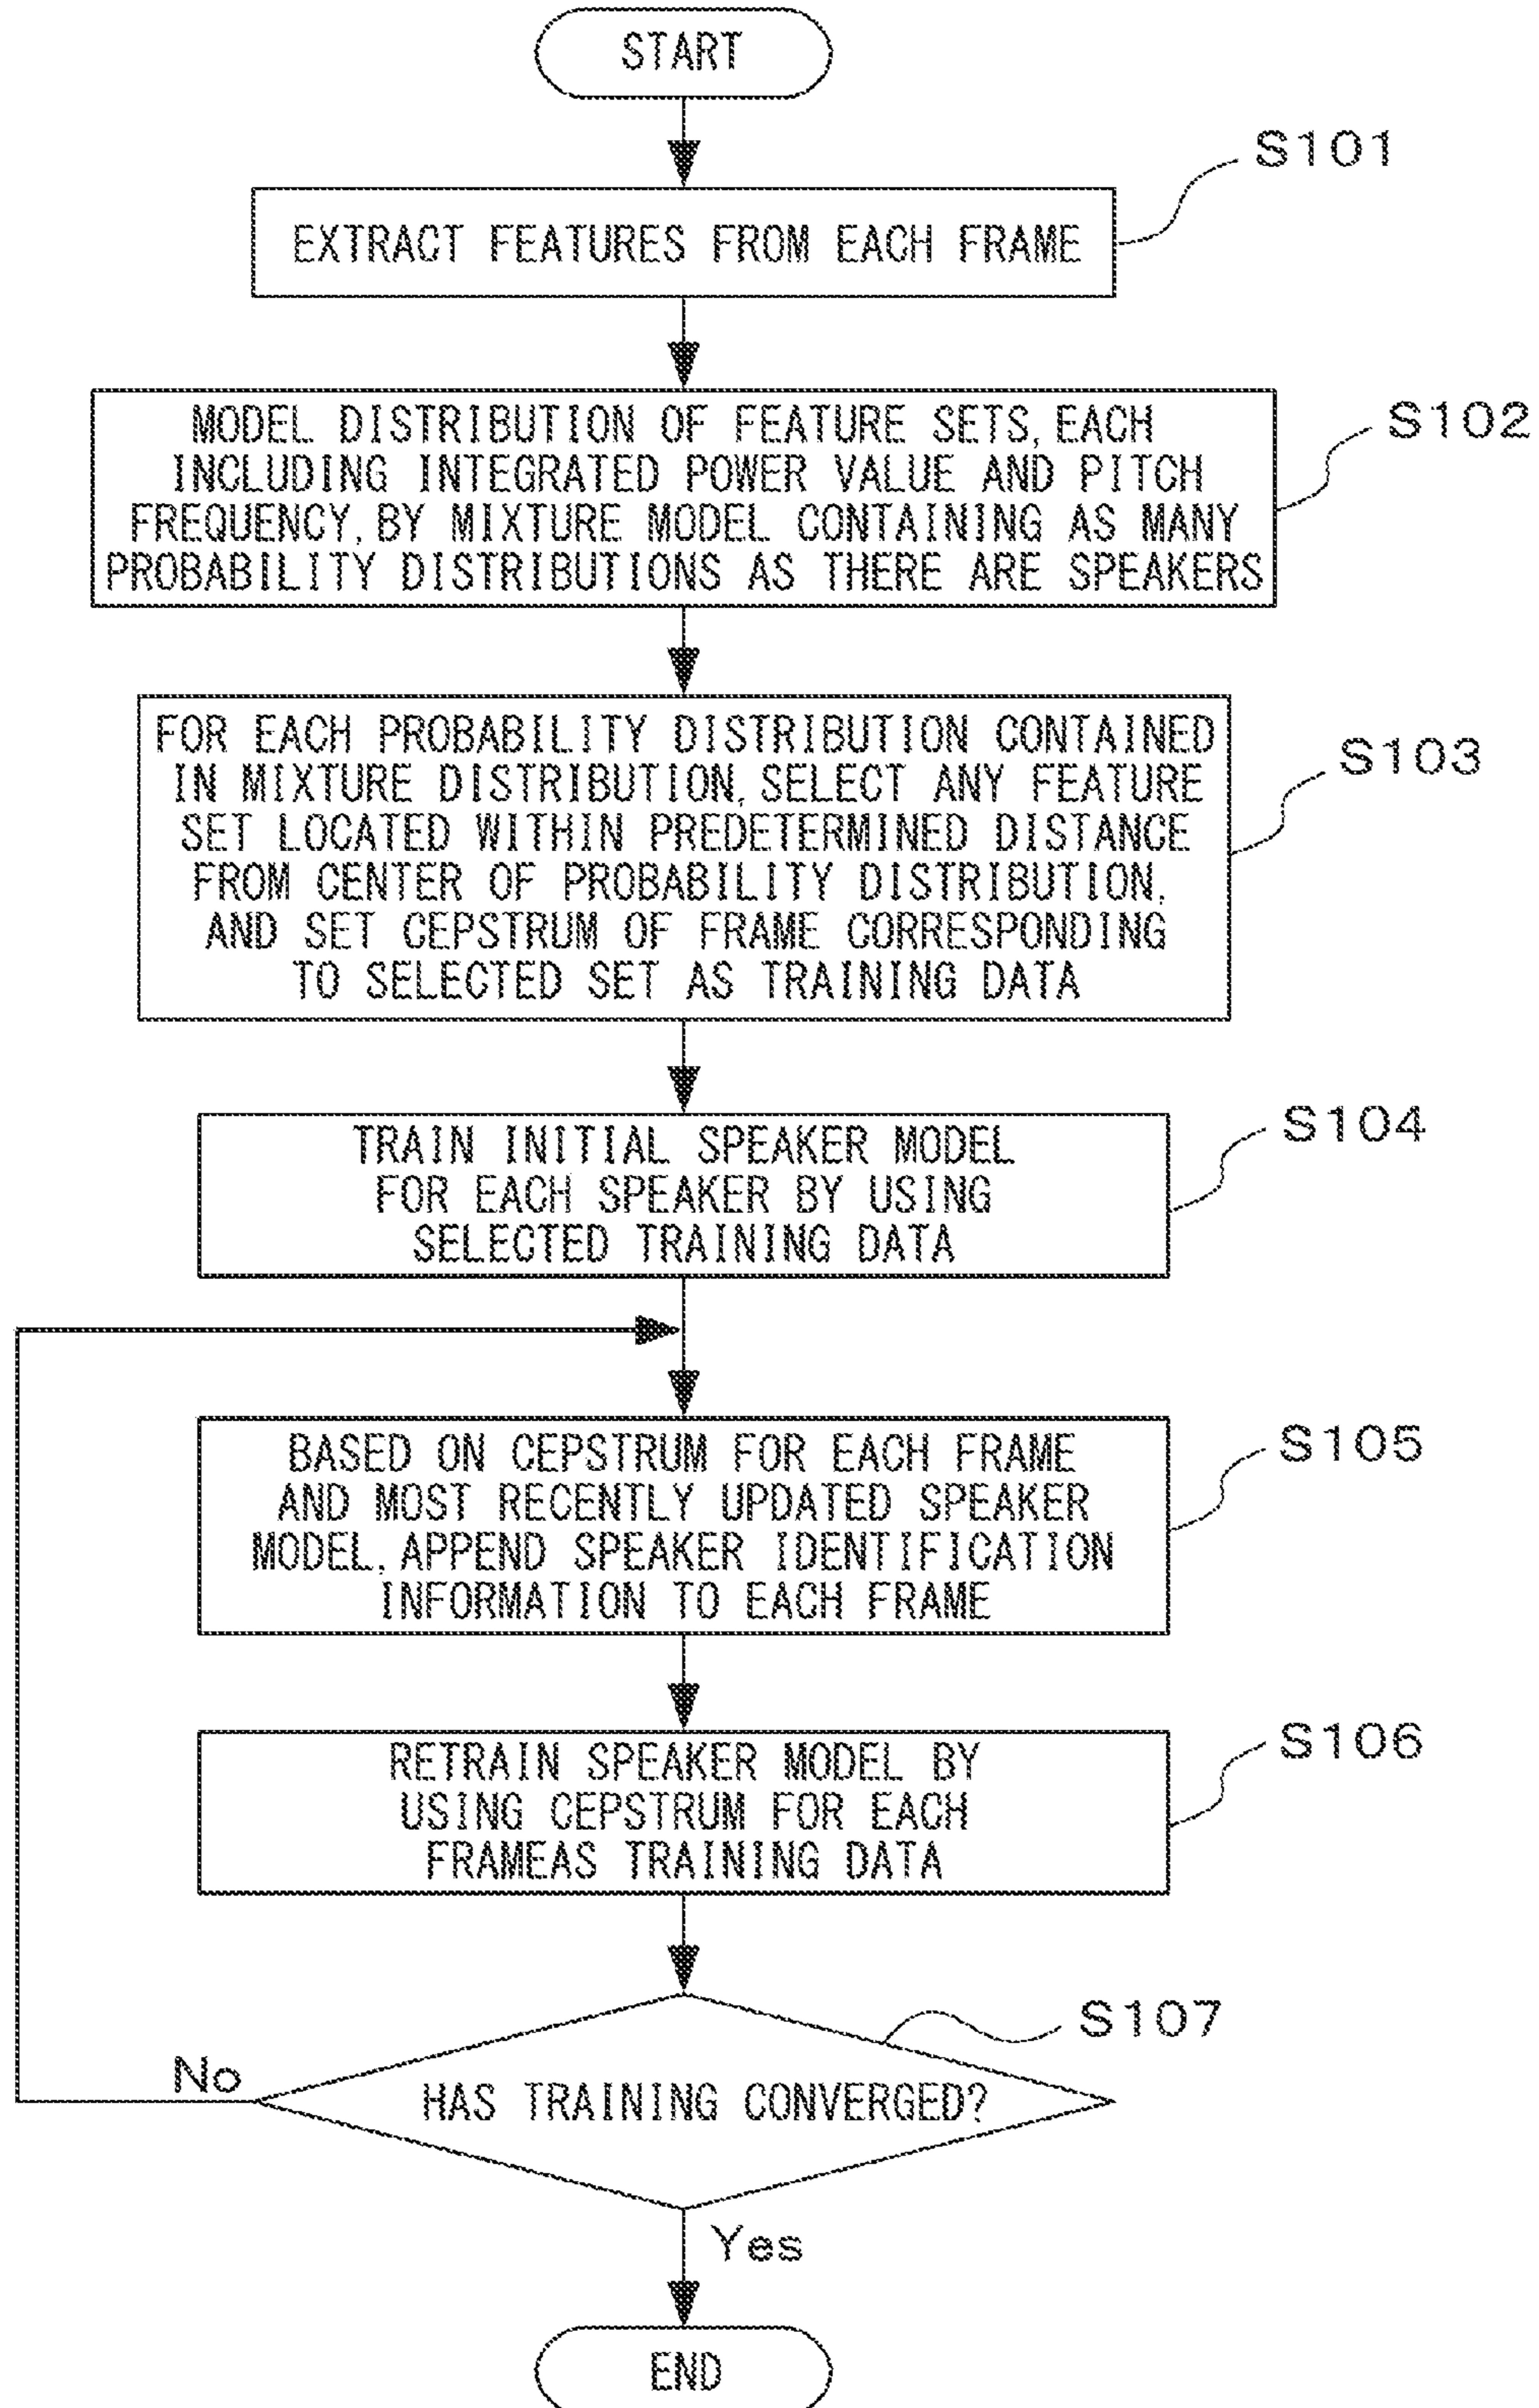 START
S101
EXTRACT FEATURES FROM EACH FRAME
S102
MODEL DISTRIBUTION OF FEATURE SETS, EACH
INCLUDING INTEGRATED POWER VALUE AND PITCH
FREQUENCY, BY MIXTURE MODEL CONTAINING AS MANY
PROBABILITY DISTRIBUTIONS AS THERE ARE SPEAKERS
S103
FOR EACH PROBABILITY DISTRIBUTION CONTAINED
IN MIXTURE DISTRIBUTION, SELECT ANY FEATURE
SET LOCATED WITHIN PREDETERMINED DISTANCE
FROM CENTER OF PROBABILITY DISTRIBUTION,
AND SET CEPSTRUM OF FRAME CORRESPONDING
TO SELECTED SET AS TRAINING DATA
S104
TRAIN INITIAL SPEAKER MODEL
FOR EACH SPEAKER BY USING
SELECTED TRAINING DATA
S105
BASED ON CEPSTRUM FOR EACH FRAME
AND MOST RECENTLY UPDATED SPEAKER
MODEL, APPEND SPEAKER IDENTIFICATION
INFORMATION TO EACH FRAME
S106
RETRAIN SPEAKER MODEL BY
USING CEPSTRUM FOR EACH
FRAMEAS TRAINING DATA
S107
No
HAS TRAINING CONVERGED?
Yes
END